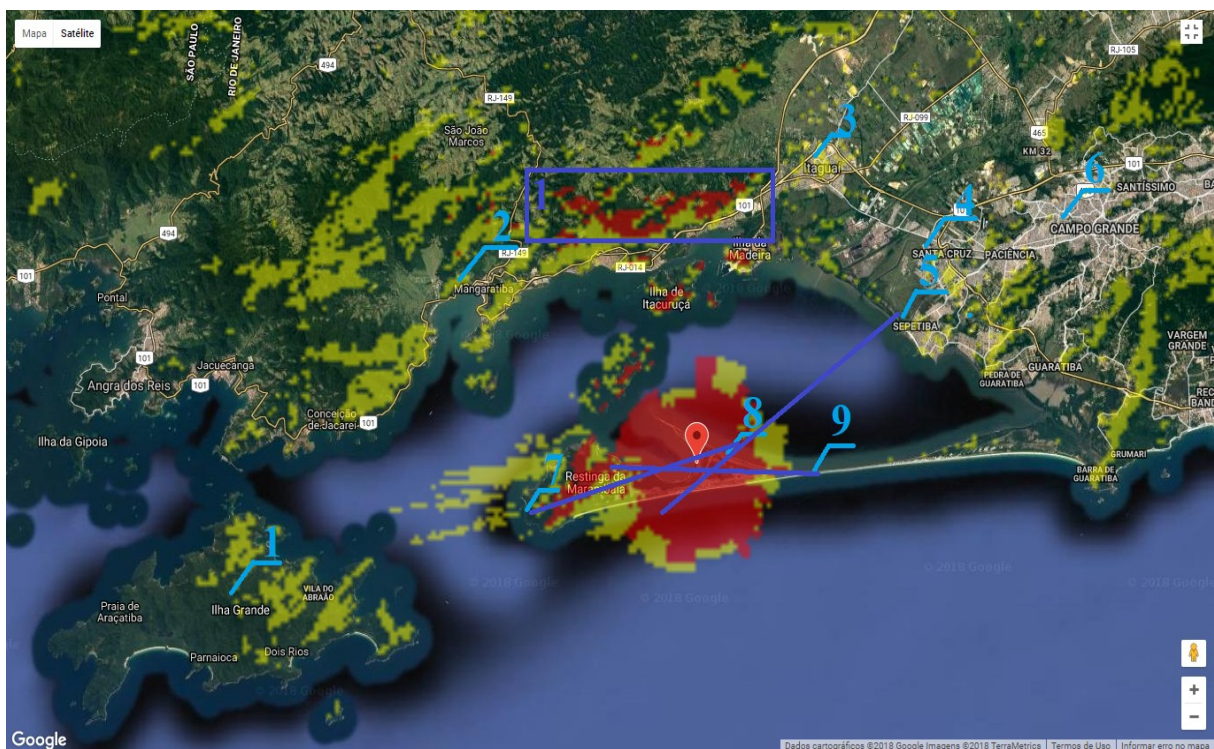 Mapa
Satélite
SÃO PAULO
RIO DE JANEIRO
494
RJ-149
RJ-105
RJ-099
465
KM 32
São João
Marcos
3
Itaguaí
101
6
SANTÍSSIMO
1
2
101
4
101
CAMPO GRANDE
494
RJ-149
Ilha da
Madeira
SANTA CRUZ
PACIÊNCIA
101
RJ-014
Mangaratiba
Ilha de
Itacuruçá
5
Pontal
SEPETIBA
VARGEM
GRANDE
101
Jacuecanga
PEDRA DE
GUARATIBA
GUARATIBA
Angra dos Reis
101
REC
BAND
Conceição
de Jacareí
101
Ilha da Gipoia
8
9
GRUMARI
7
Restinga da
Marambaia
BARRA DE
GUARATIBA
1
© 2018 Google
© 2018 Google
© 2018 Google
VILA DO
ABRAÃO
Praia de
Araçatiba
Ilha Grande
Dois Rios
Parnaioca
© 2018 Google
+
−
Google
Dados cartográficos ©2018 Google Imagens ©2018 TerraMetrics
Termos de Uso
Informar erro no mapa